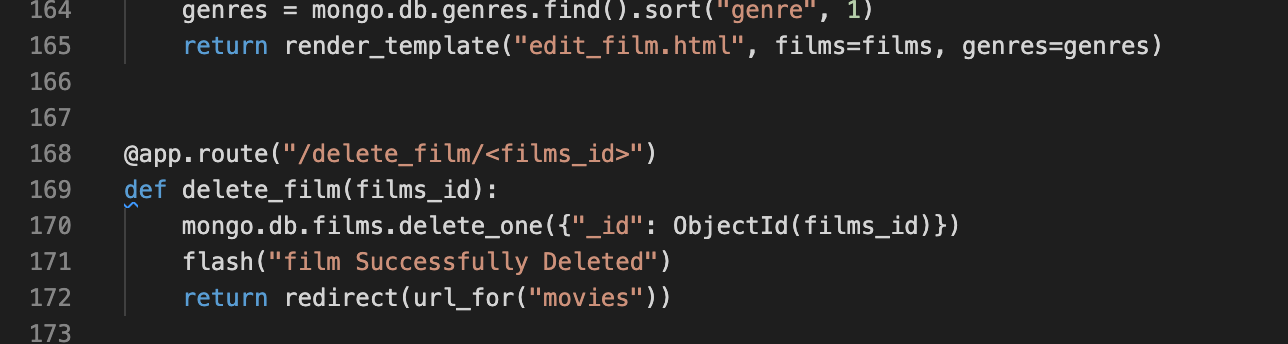 164 genres = mongo.db.genres.find().sort("genre", 1)
165 return render_template("edit_film.html", films=films, genres=genres)
166
167
168 @app.route("/delete_film/<films_id>")
169 def delete_film(films_id):
170 mongo.db.films.delete_one({"_id": ObjectId(films_id)})
171 flash("film Successfully Deleted")
172 return redirect(url_for("movies"))
173